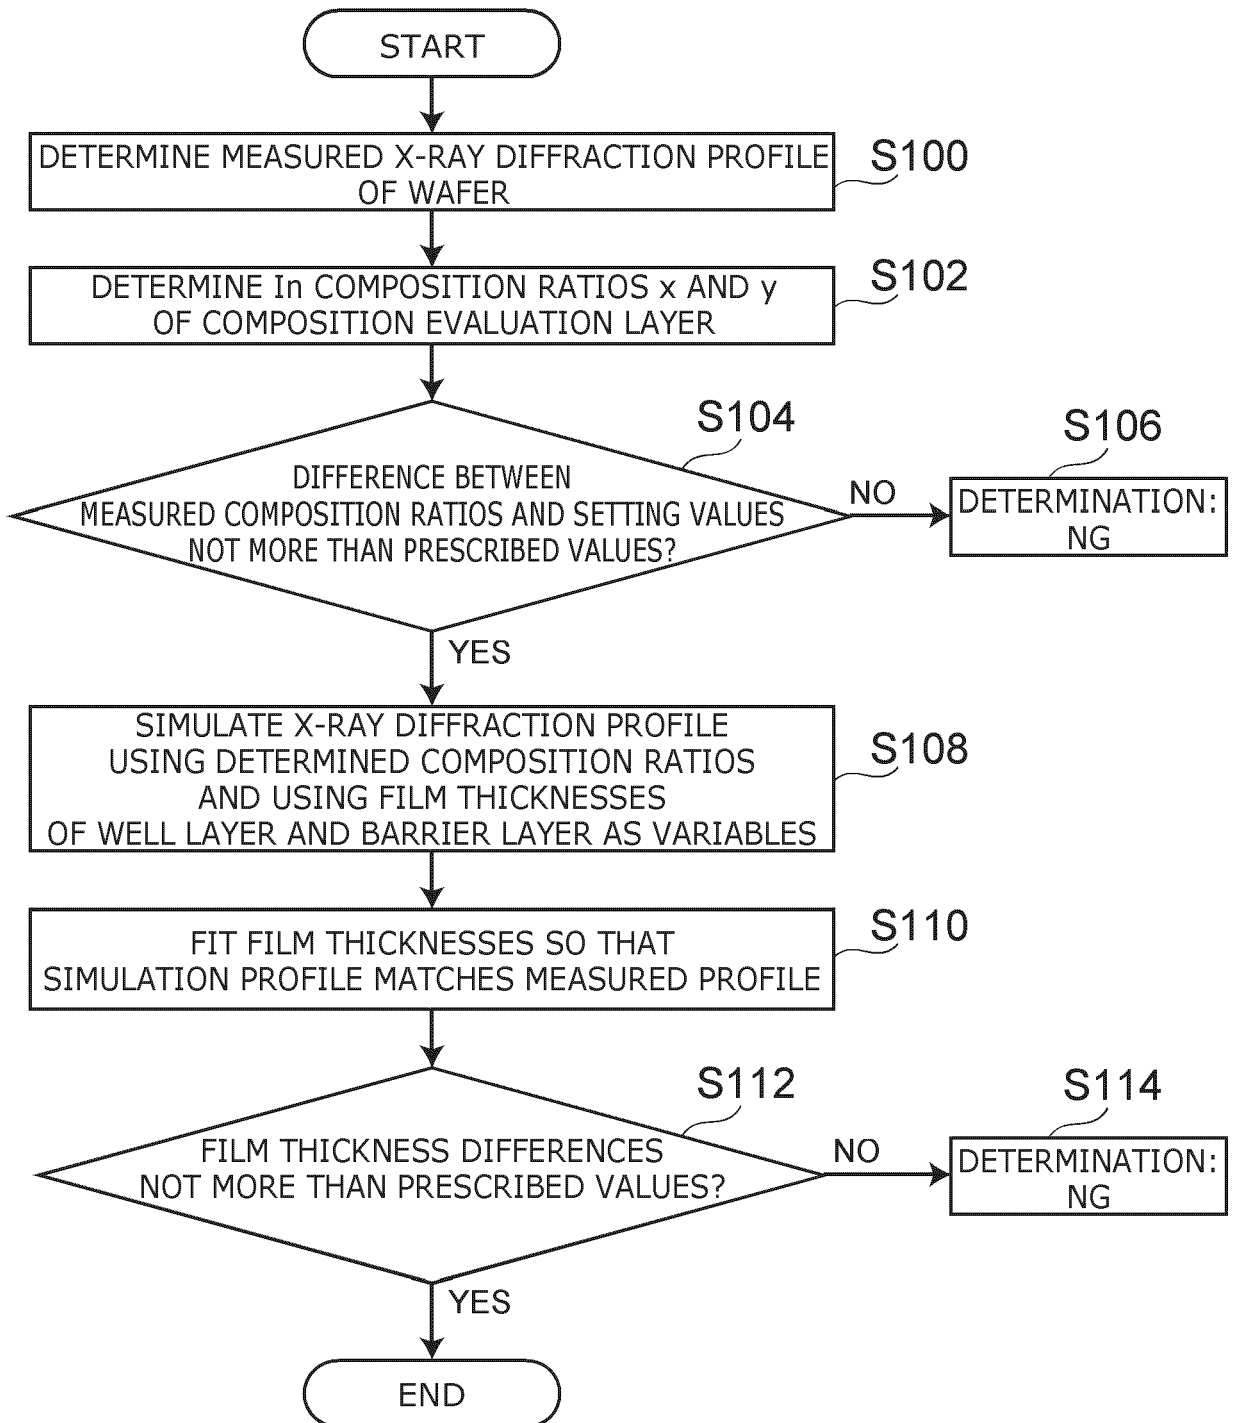 START
DETERMINE MEASURED X-RAY DIFFRACTION PROFILE
OF WAFER
S100
DETERMINE In COMPOSITION RATIOS x AND y
OF COMPOSITION EVALUATION LAYER
S102
DIFFERENCE BETWEEN
MEASURED COMPOSITION RATIOS AND SETTING VALUES
NOT MORE THAN PRESCRIBED VALUES?
S104
NO
S106
DETERMINATION:
NG
YES
SIMULATE X-RAY DIFFRACTION PROFILE
USING DETERMINED COMPOSITION RATIOS
AND USING FILM THICKNESSES
OF WELL LAYER AND BARRIER LAYER AS VARIABLES
S108
FIT FILM THICKNESSES SO THAT
SIMULATION PROFILE MATCHES MEASURED PROFILE
S110
FILM THICKNESS DIFFERENCES
NOT MORE THAN PRESCRIBED VALUES?
S112
NO
S114
DETERMINATION:
NG
YES
END